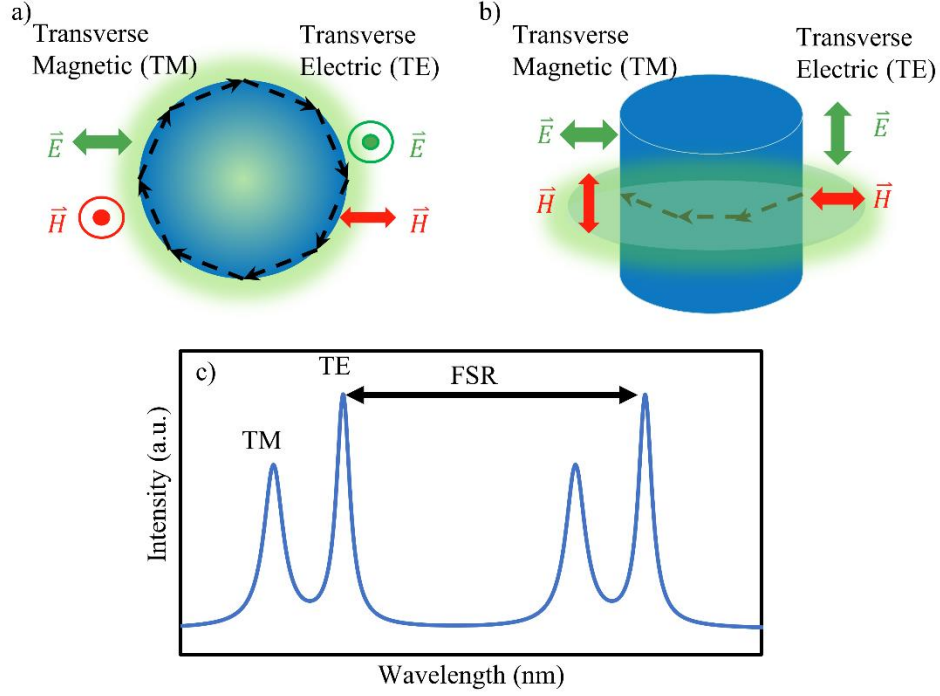 a)
Transverse
Magnetic (TM)
Transverse
Electric (TE)
E⃗
E⃗
H⃗
H⃗
b)
Transverse
Magnetic (TM)
Transverse
Electric (TE)
E⃗
E⃗
H⃗
H⃗
c)
TE
FSR
TM
Intensity (a.u.)
Wavelength (nm)